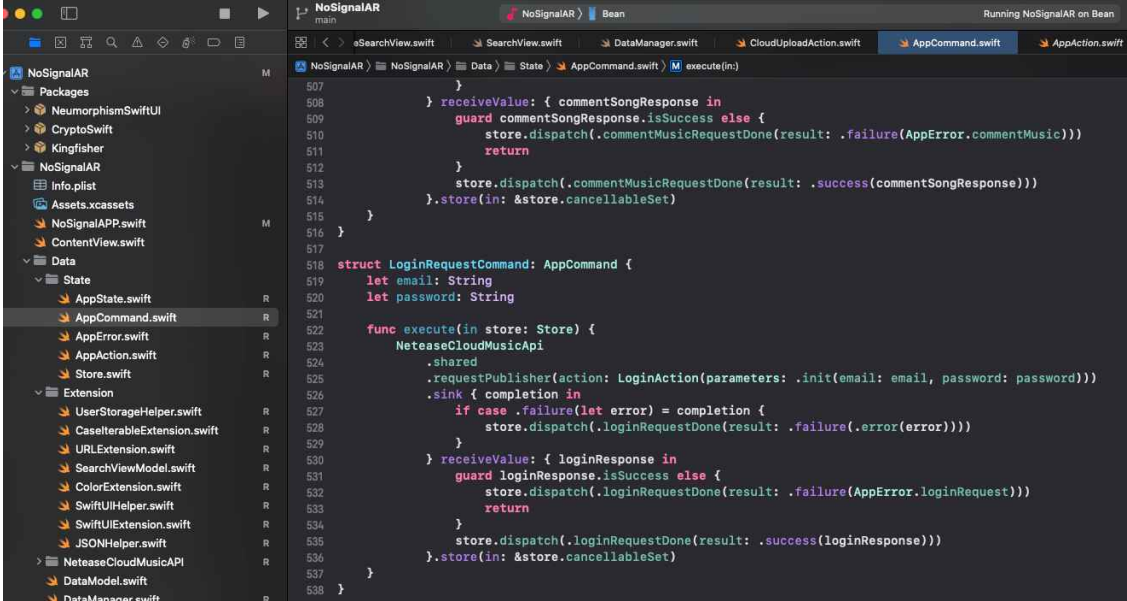 NoSignalAR
main
NoSignalAR 〉 Bean
Running NoSignalAR on Bean
eSearchView.swift
SearchView.swift
DataManager.swift
CloudUploadAction.swift
AppCommand.swift
AppAction.swift
NoSignalAR 〉 NoSignalAR 〉 Data 〉 State 〉 AppCommand.swift 〉 M execute(in:)
NoSignalAR M
Packages
NeumorphismSwiftUI
CryptoSwift
Kingfisher
NoSignalAR
Info.plist
Assets.xcassets
NoSignalAPP.swift M
ContentView.swift
Data
State
AppState.swift R
AppCommand.swift R
AppError.swift R
AppAction.swift R
Store.swift R
Extension
UserStorageHelper.swift R
CaseIterableExtension.swift R
URLExtension.swift R
SearchViewModel.swift R
ColorExtension.swift R
SwiftUIHelper.swift R
SwiftUIExtension.swift R
JSONHelper.swift R
NeteaseCloudMusicAPI R
DataModel.swift
DataManager.swift R
507 }
508 } receiveValue: { commentSongResponse in
509 guard commentSongResponse.isSuccess else {
510 store.dispatch(.commentMusicRequestDone(result: .failure(AppError.commentMusic)))
511 return
512 }
513 store.dispatch(.commentMusicRequestDone(result: .success(commentSongResponse)))
514 }.store(in: &store.cancellableSet)
515 }
516 }
517
518 struct LoginRequestCommand: AppCommand {
519 let email: String
520 let password: String
521
522 func execute(in store: Store) {
523 NeteaseCloudMusicApi
524 .shared
525 .requestPublisher(action: LoginAction(parameters: .init(email: email, password: password)))
526 .sink { completion in
527 if case .failure(let error) = completion {
528 store.dispatch(.loginRequestDone(result: .failure(.error(error))))
529 }
530 } receiveValue: { loginResponse in
531 guard loginResponse.isSuccess else {
532 store.dispatch(.loginRequestDone(result: .failure(AppError.loginRequest)))
533 return
534 }
535 store.dispatch(.loginRequestDone(result: .success(loginResponse)))
536 }.store(in: &store.cancellableSet)
537 }
538 }